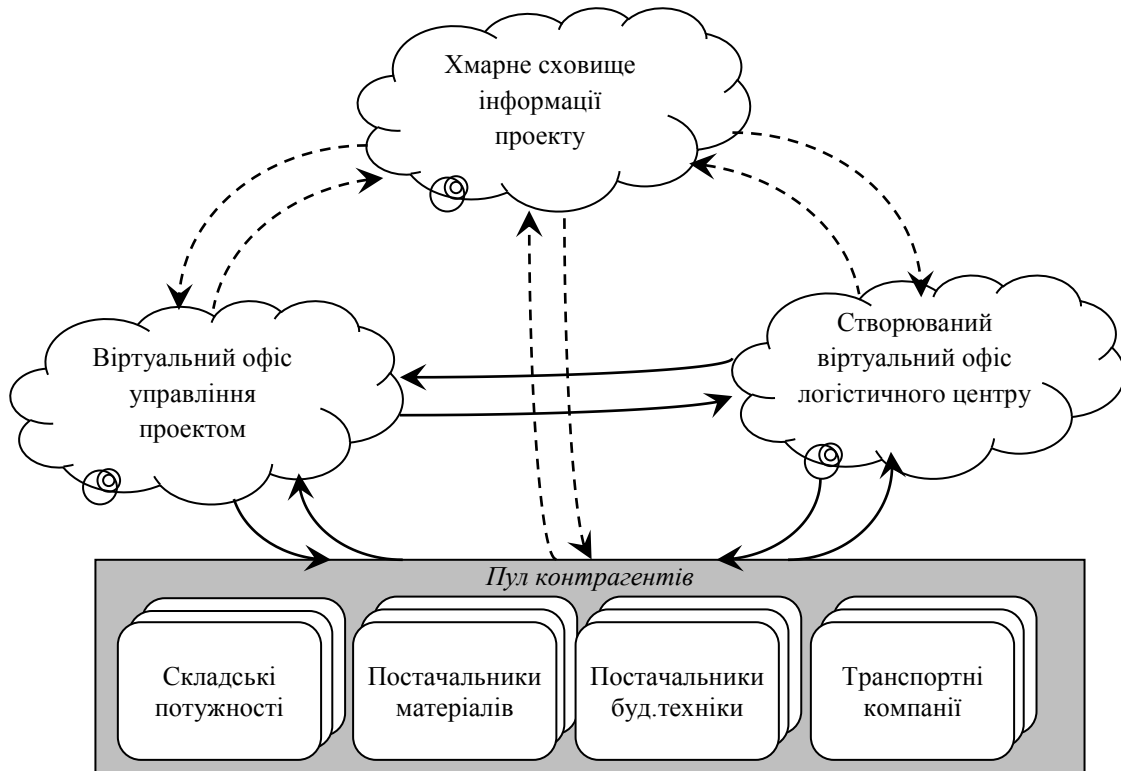 Хмарне сховище
інформації
проекту
Віртуальний офіс
управління
проектом
Створюваний
віртуальний офіс
логістичного центру
Пул контрагентів
Складські
потужності
Постачальники
матеріалів
Постачальники
буд.техніки
Транспортні
компанії